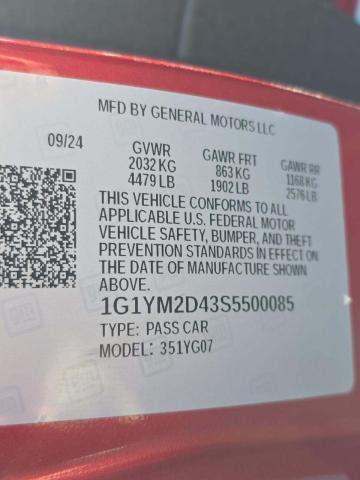 MFD BY GENERAL MOTORS LLC
09/24 GVWR GAWR FRT GAWR RR
2032 KG 863 KG 1168 KG
4479 LB 1902 LB 2576 LB
THIS VEHICLE CONFORMS TO ALL
APPLICABLE U.S. FEDERAL MOTOR
VEHICLE SAFETY, BUMPER, AND THEFT
PREVENTION STANDARDS IN EFFECT ON
THE DATE OF MANUFACTURE SHOWN
ABOVE.
1G1YM2D43S5500085
TYPE: PASS CAR
MODEL: 351YG07